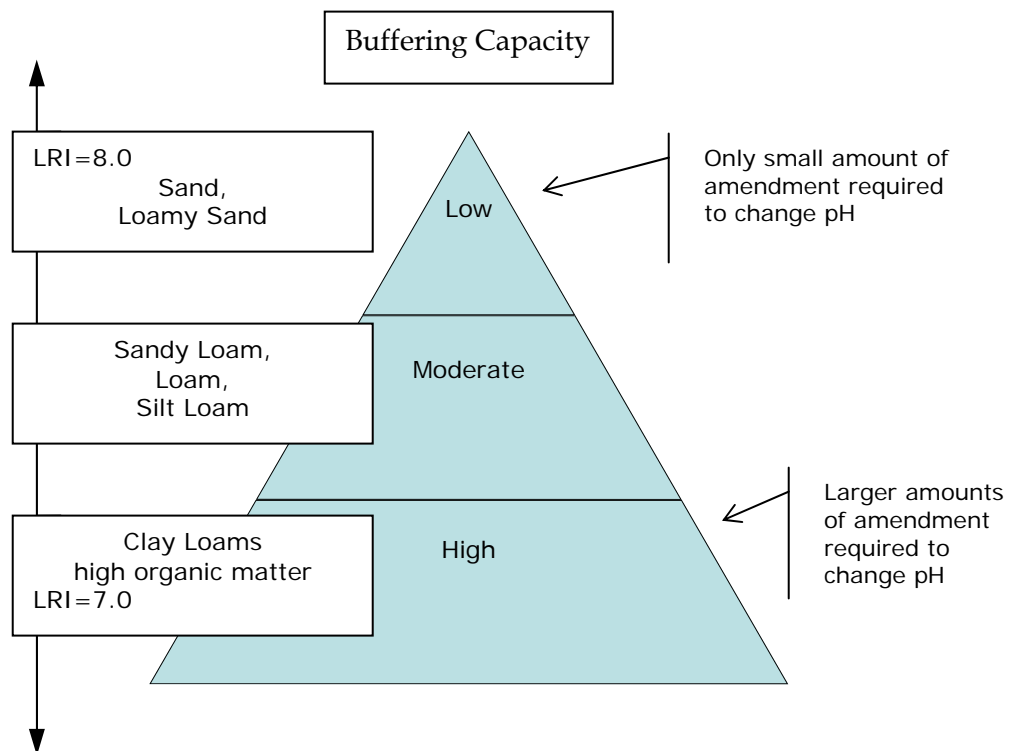 Buffering Capacity
LRI=8.0
Sand,
Loamy Sand
Low
Only small amount of
amendment required
to change pH
Sandy Loam,
Loam,
Silt Loam
Moderate
Clay Loams
high organic matter
LRI=7.0
High
Larger amounts
of amendment
required to
change pH